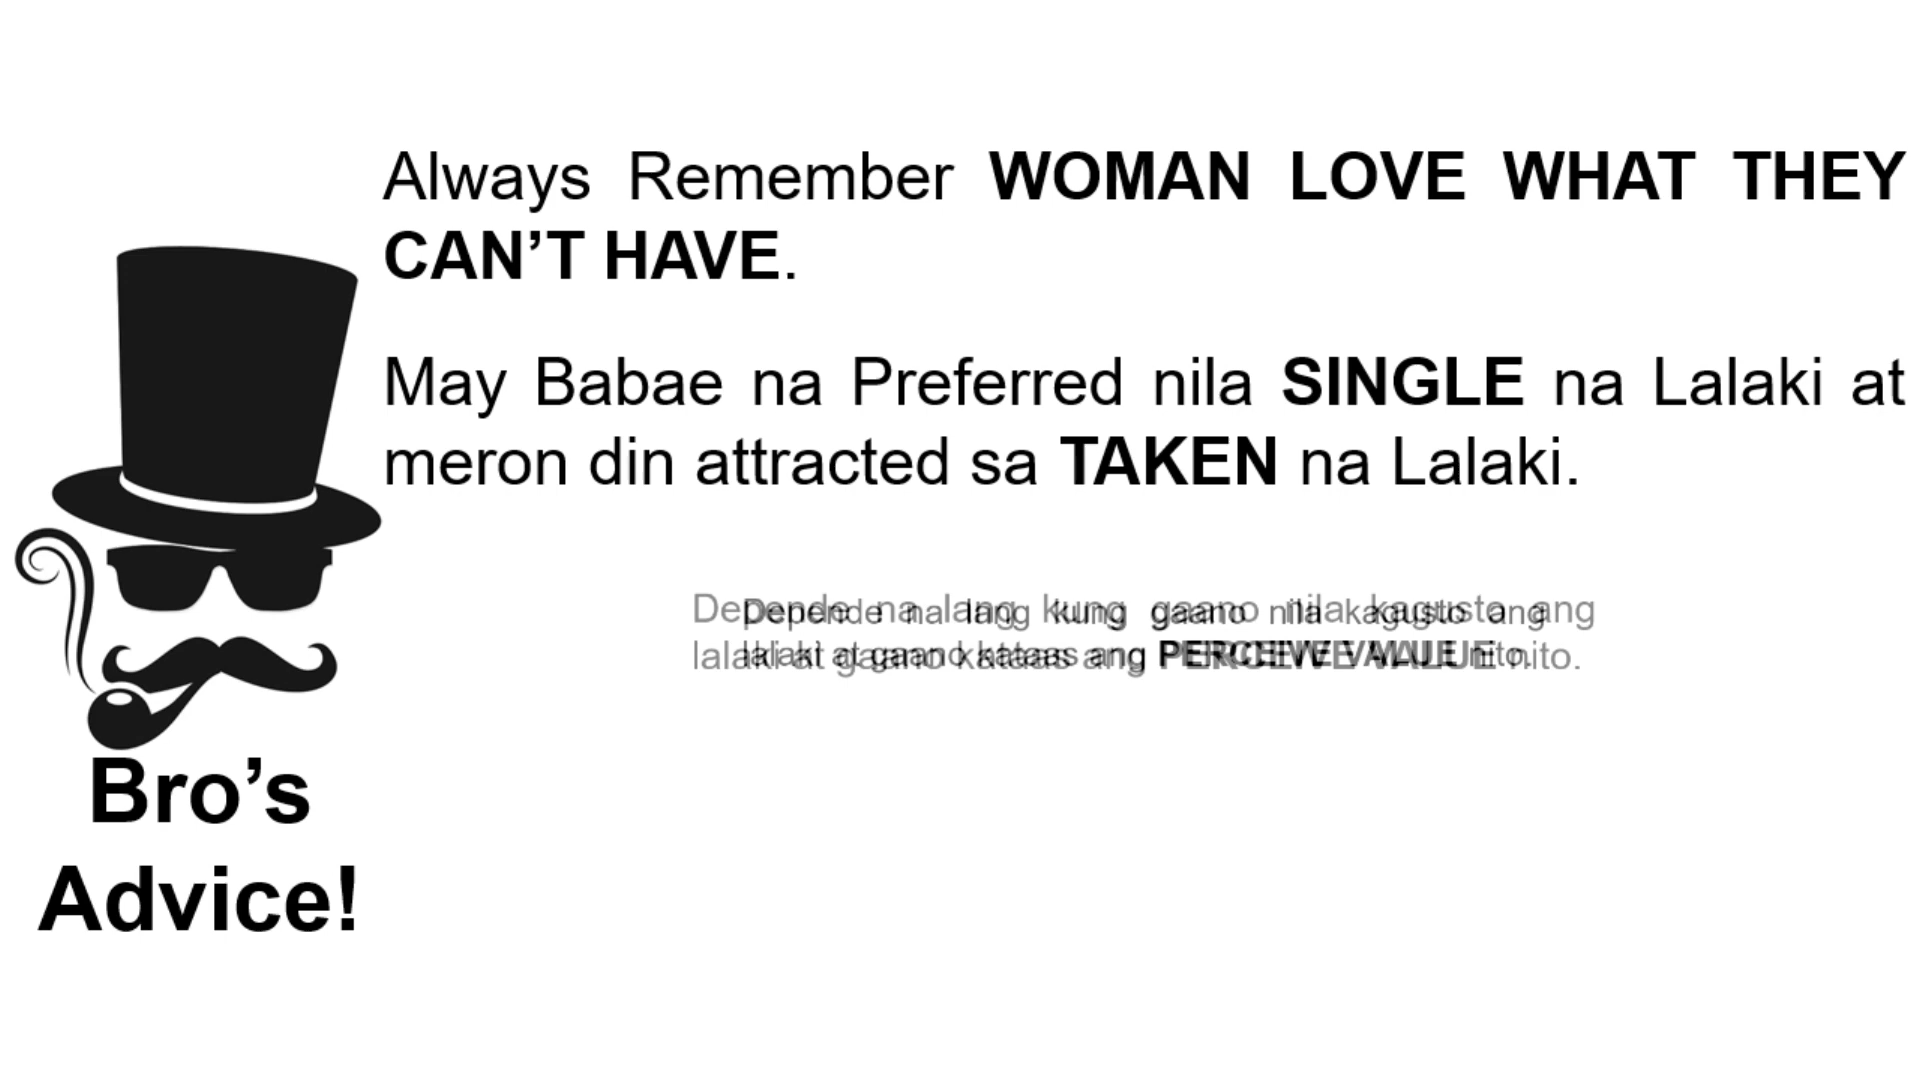 Always Remember WOMAN LOVE WHAT THEY
CAN'T HAVE.
May Babae na Preferred nila SINGLE na Lalaki at
meron din attracted sa TAKEN na Lalaki.
Depende na lang kung gaano nila kagusto ang
lalaki at gaano kataas ang PERCEIVE VALUE nito.
Bro's
Advice!